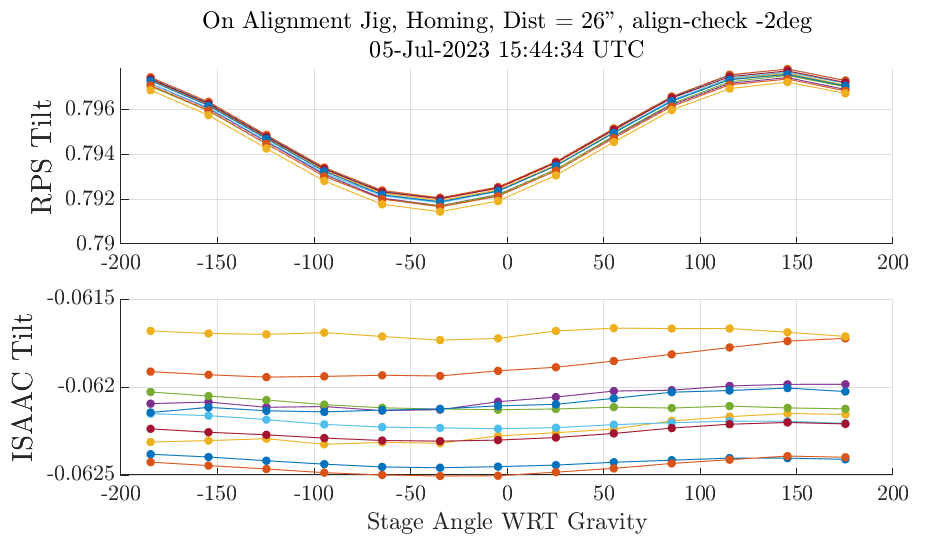 On Alignment Jig, Homing, Dist = 26”, align-check -2deg
05-Jul-2023 15:44:34 UTC
RPS Tilt
0.796
0.794
0.792
0.79
-200 -150 -100 -50 0 50 100 150 200
ISAAC Tilt
-0.0615
-0.062
-0.0625
-200 -150 -100 -50 0 50 100 150 200
Stage Angle WRT Gravity